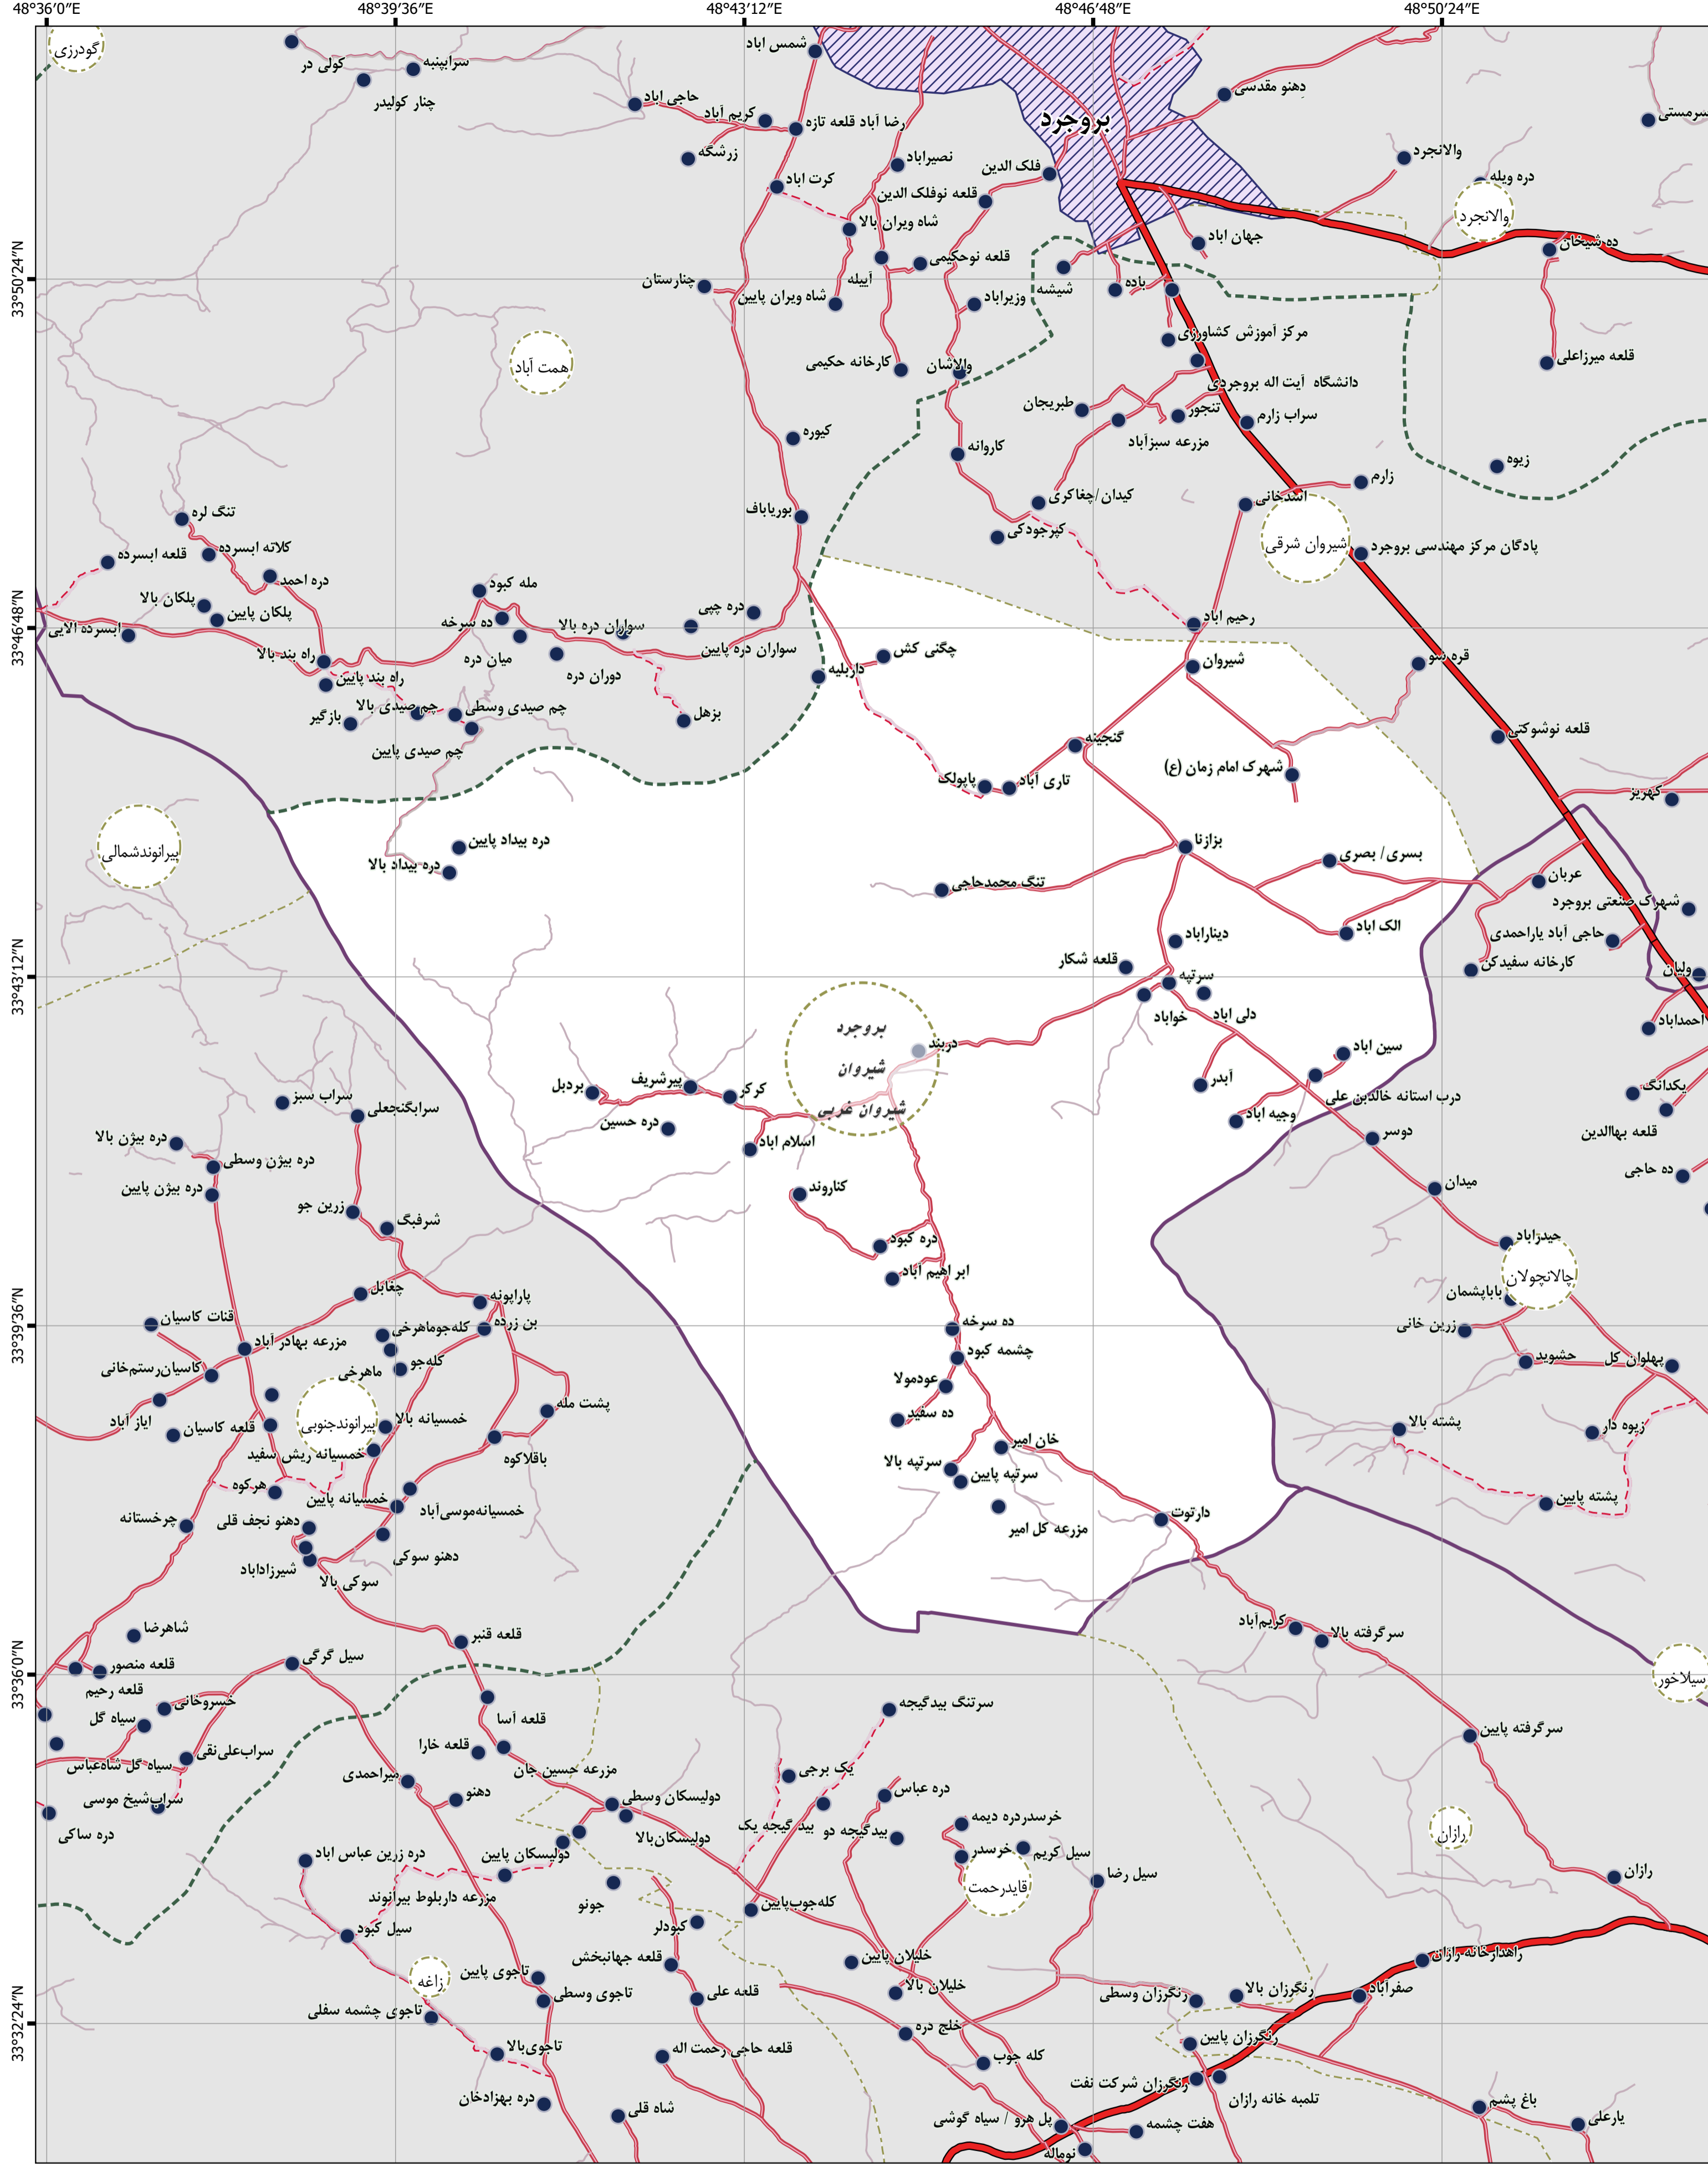 48°36′0″E
48°39′36″E
48°43′12″E
48°46′48″E
48°50′24″E
گودرزی
کولی در
سرابپنبه
چنار کولیدر
شمس اباد
حاجی اباد
کریم آباد
رضا آباد قلعه تازه
زرشگه
بروجرد
دهنو مقدسی
سرمستی
والانجرد
دره ویله
والانجرد
ده شیخان
نصیراباد
فلک الدین
کرت اباد
قلعه نوفلک الدین
شاه ویران بالا
جهان اباد
33°50′24″N
قلعه نوحکیمی
آبیله
شیشه
باده
چنارستان
شاه ویران پایین
وزیراباد
مرکز آموزش کشاورزی
قلعه میرزاعلی
همت آباد
کارخانه حکیمی
والاشان
دانشگاه آیت اله بروجردی
طبریجان
تنجور
سراب زارم
کیوره
کاروانه
مزرعه سبزآباد
زیوه
زارم
کیدان/چغاکری
اسدخانی
تنگ لره
بوریاباف
کپرجودکی
شیروان شرقی
پادگان مرکز مهندسی بروجرد
قلعه ابسرده
کلاته ابسرده
دره احمد
مله کبود
پلکان بالا
پلکان پایین
33°46′48″N
ابسرده الایی
ده سرخه
سواران دره بالا
دره چپی
رحیم اباد
راه بند بالا
میان دره
سواران دره پایین
چگنی کش
شیروان
قره سو
راه بند پایین
دوران دره
داربلبه
بازگیر
چم صیدی بالا
چم صیدی وسطی
بزهل
چم صیدی پایین
گنجینه
قلعه نوشوکتی
شهرک امام زمان (ع)
پاپولک
تاری آباد
کهریز
بیرانوندشمالی
دره بیداد پایین
دره بیداد بالا
بزازنا
بسری/ بصری
تنگ محمدحاجی
عربان
شهرک صنعتی بروجرد
الک اباد
دیناراباد
حاجی آباد یاراحمدی
33°43′12″N
قلعه شکار
سرتپه
کارخانه سفیدکن
ولیان
خواباد
دلی اباد
احمداباد
بروجرد
شیروان
شیروان غربی
دربند
سین اباد
آبدر
درب استانه خالدبن علی
یکدانگ
بردبل
پیرشریف
کرکر
وجیه اباد
قلعه بهاالدین
سراب سبز
سرابگنجعلی
دره حسین
اسلام اباد
دوسر
دره بیژن بالا
دره بیژن وسطی
ده حاجی
دره بیژن پایین
کناروند
میدان
زرین جو
شرفبگ
دره کبود
حیدراباد
ابراهیم آباد
چالانچولان
چغابل
پاراپونه
باباپشمان
33°39′36″N
قنات کاسیان
بن زرده
ده سرخه
زرین خانی
مزرعه بهادر آباد
کله‌جوماهرخی
چشمه کبود
حشوید
پهلوان کل
کاسیان‌رستم‌خانی
ماهرخی
کله‌جو
عودمولا
ایاز آباد
پشت مله
ده سفید
قلعه کاسیان
بیرانوندجنوبی
خمسیانه بالا
پشته بالا
زیوه دار
خمسیانه ریش سفید
باقلاکوه
خان امیر
سرتپه بالا
سرتپه پایین
هرکوه
خمسیانه پایین
خمسیانه‌موسی‌آباد
پشته پایین
چرخستانه
دهنو نجف قلی
مزرعه کل امیر
دارتوت
شیرزاداباد
دهنو سوکی
سوکی بالا
شاهرضا
قلعه قنبر
کریم‌آباد
سرگرفته بالا
33°36′0″N
قلعه منصور
سیل گرگی
سیلاخور
قلعه رحیم
خسروخانی
سرتنگ بیدگیجه
سیاه گل
قلعه آسا
سرگرفته پایین
سراب‌علی‌نقی
قلعه خارا
سیاه گل شاه‌عباس
میراحمدی
مزرعه حسین جان
یک برجی
دره عباس
سراب‌شیخ موسی
دهنو
دولیسکان وسطی
خرسدردره دیمه
دره ساکی
دولیسکان‌بالا
بید گیجه یک
بیدگیجه دو
رازان
دره زرین عباس اباد
دولیسکان پایین
خرسدر
سیل کریم
سیل رضا
رازان
قایدرحمت
مزرعه داربلوط بیرانوند
جونو
کله‌جوب‌پایین
سیل کبود
کبودلر
راهدارخانه رازان
زاغه
تاجوی پایین
قلعه جهانبخش
خلیلان پایین
خلیلان بالا
رنگرزان وسطی
رنگرزان بالا
صفرآباد
تاجوی وسطی
قلعه علی
تاجوی چشمه سفلی
33°32′24″N
خلج دره
رنگرزان پایین
تاجوی‌بالا
قلعه حاجی رحمت اله
کله جوب
دره بهزادخان
رنگرزان شرکت نفت
تلمبه خانه رازان
شاه قلی
باغ پشم
پل هرو / سیاه گوشی
هفت چشمه
یارعلی
نوماله